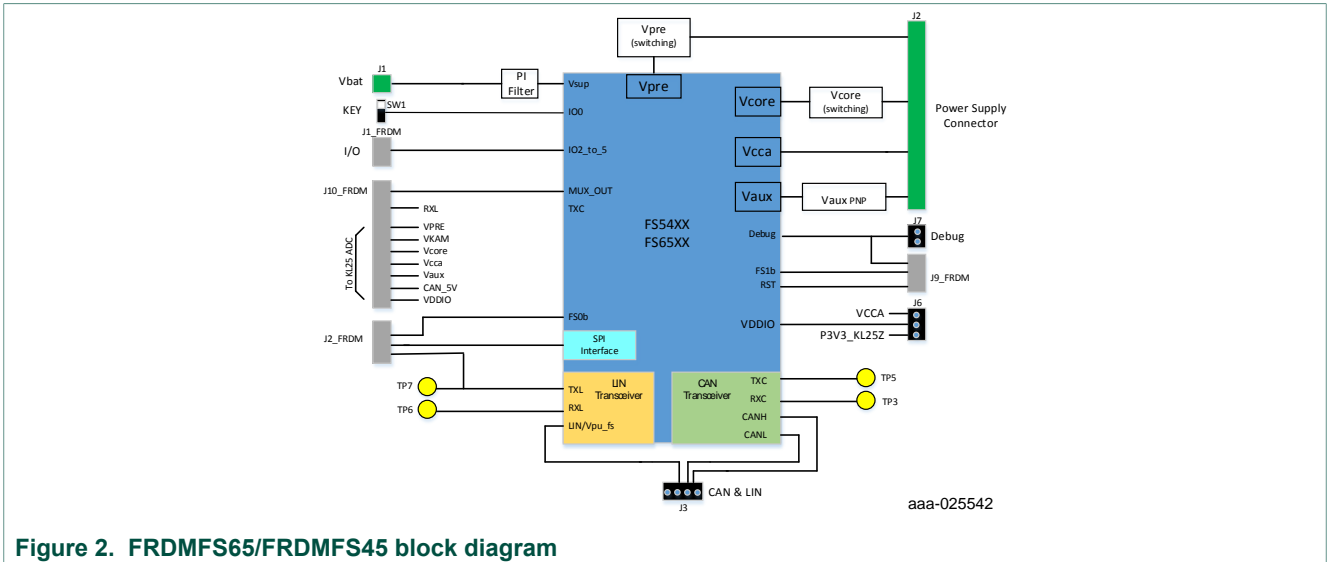 J2
Vpre
(switching)
J1
Vbat
PI
Filter
Vsup
Vpre
Vcore
Vcore
(switching)
Power Supply
Connector
KEY
SW1
IO0
J1_FRDM
I/O
IO2_to_5
Vcca
J10_FRDM
MUX_OUT
TXC
Vaux
Vaux PNP
RXL
VPRE
VKAM
Vcore
Vcca
Vaux
CAN_5V
VDDIO
To KL25 ADC
FS54XX
FS65XX
Debug
J7
Debug
FS1b
RST
J9_FRDM
J6
VCCA
VDDIO
P3V3_KL25Z
FS0b
J2_FRDM
SPI
Interface
TP7
TXL
LIN
Transceiver
TP6
RXL
LIN/Vpu_fs
CAN
Transceiver
TXC
TP5
RXC
TP3
CANH
CANL
CAN & LIN
J3
aaa-025542
Figure 2. FRDMFS65/FRDMFS45 block diagram